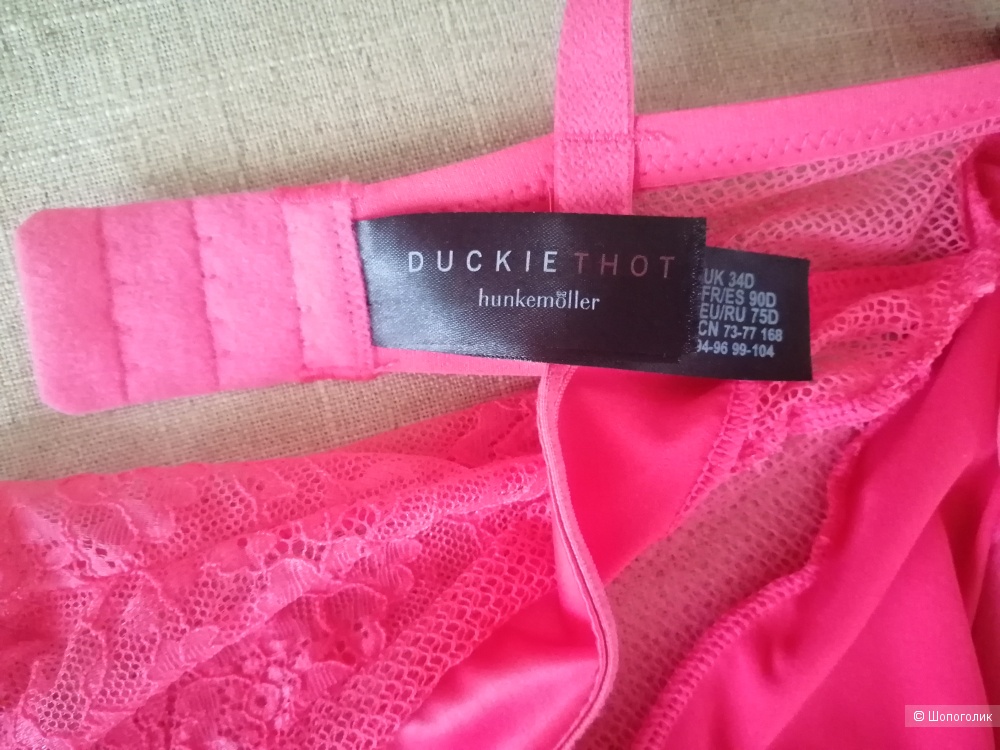 DUCKIE THOT
hunkemöller
UK 34D
FR/ES 90D
EU/RU 75D
CN 73-77 168
94-96 99-104
© Шопоголик